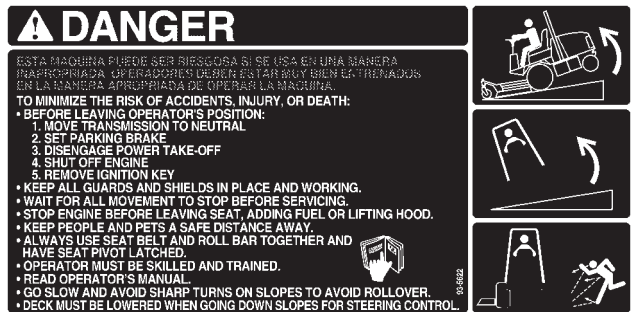 DANGER
ESTA MAQUINA PUEDE SER RIESGOSA SI SE USA EN UNA MANERA
INAPROPRIADA. OPERADORES DEBEN ESTAR MUY BIEN ENTRENADOS
EN LA MANERA APROPRIADA DE OPERAR LA MAQUINA.
TO MINIMIZE THE RISK OF ACCIDENTS, INJURY, OR DEATH:
• BEFORE LEAVING OPERATOR'S POSITION:
1. MOVE TRANSMISSION TO NEUTRAL
2. SET PARKING BRAKE
3. DISENGAGE POWER TAKE-OFF
4. SHUT OFF ENGINE
5. REMOVE IGNITION KEY
• KEEP ALL GUARDS AND SHIELDS IN PLACE AND WORKING.
• WAIT FOR ALL MOVEMENT TO STOP BEFORE SERVICING.
• STOP ENGINE BEFORE LEAVING SEAT, ADDING FUEL OR LIFTING HOOD.
• KEEP PEOPLE AND PETS A SAFE DISTANCE AWAY.
• ALWAYS USE SEAT BELT AND ROLL BAR TOGETHER AND
HAVE SEAT PIVOT LATCHED.
• OPERATOR MUST BE SKILLED AND TRAINED.
• READ OPERATOR'S MANUAL.
• GO SLOW AND AVOID SHARP TURNS ON SLOPES TO AVOID ROLLOVER.
• DECK MUST BE LOWERED WHEN GOING DOWN SLOPES FOR STEERING CONTROL.
93-6622